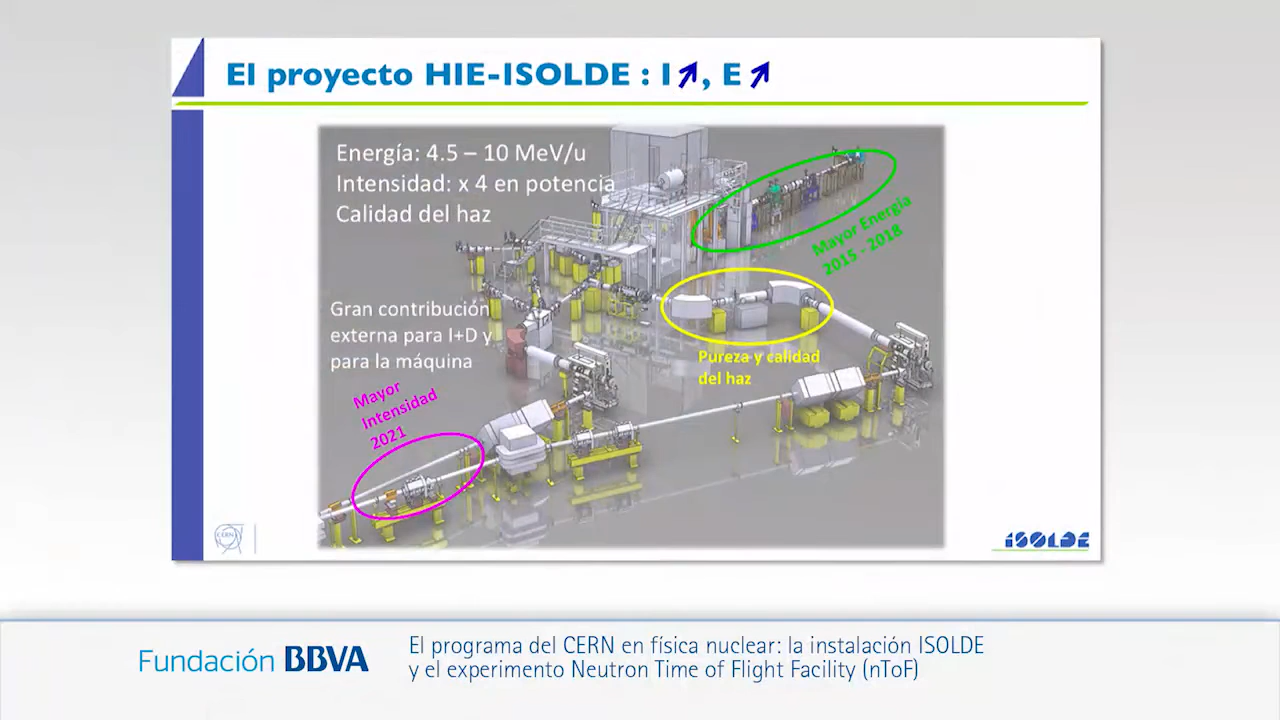 El proyecto HIE-ISOLDE : I↗, E↗
Energía: 4.5 – 10 MeV/u
Intensidad: x 4 en potencia
Calidad del haz
Mayor Energía
2015 - 2018
Gran contribución
externa para I+D y
para la máquina
Pureza y calidad
del haz
Mayor
Intensidad
2021
CERN
ISOLDE
Fundación BBVA
El programa del CERN en física nuclear: la instalación ISOLDE
y el experimento Neutron Time of Flight Facility (nToF)